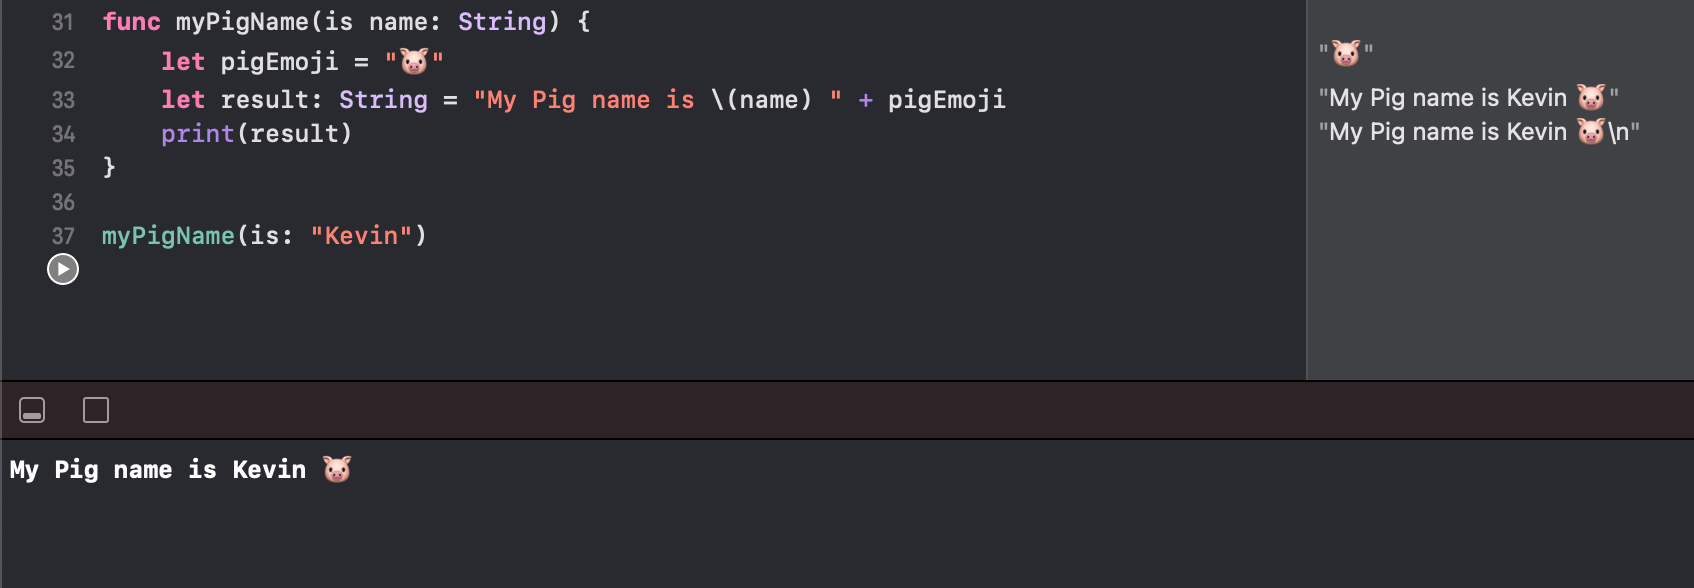 31 func myPigName(is name: String) {
32     let pigEmoji = "🐷"
"🐷"
33     let result: String = "My Pig name is \(name) " + pigEmoji
"My Pig name is Kevin 🐷"
34     print(result)
"My Pig name is Kevin 🐷\n"
35 }
36
37 myPigName(is: "Kevin")
My Pig name is Kevin 🐷